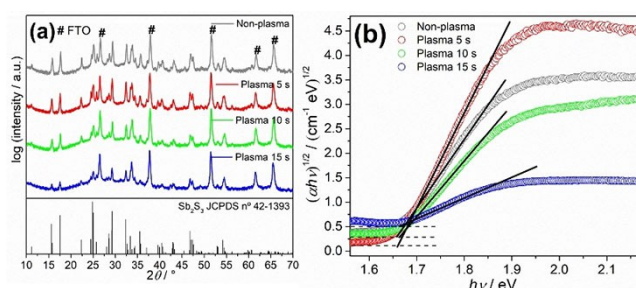 (a)
# FTO
#
#
#
#
#
Non-plasma
Plasma 5 s
Plasma 10 s
Plasma 15 s
Sb2S3 JCPDS nº 42-1393
log (intensity / a.u.)
10 15 20 25 30 35 40 45 50 55 60 65 70
2θ / °
(b)
Non-plasma
Plasma 5 s
Plasma 10 s
Plasma 15 s
(αhν)^1/2 / (cm^-1 eV)^1/2
4.5
4.0
3.5
3.0
2.5
2.0
1.5
1.0
0.5
0.0
1.6 1.7 1.8 1.9 2.0 2.1
hν / eV